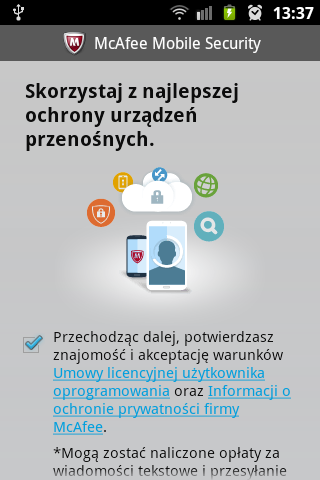 13:37
McAfee Mobile Security
Skorzystaj z najlepszej
ochrony urządzeń
przenośnych.
Przechodząc dalej, potwierdzasz
znajomość i akceptację warunków
Umowy licencyjnej użytkownika
oprogramowania oraz Informacji o
ochronie prywatności firmy
McAfee.
*Mogą zostać naliczone opłaty za
wiadomości tekstowe i przesyłanie